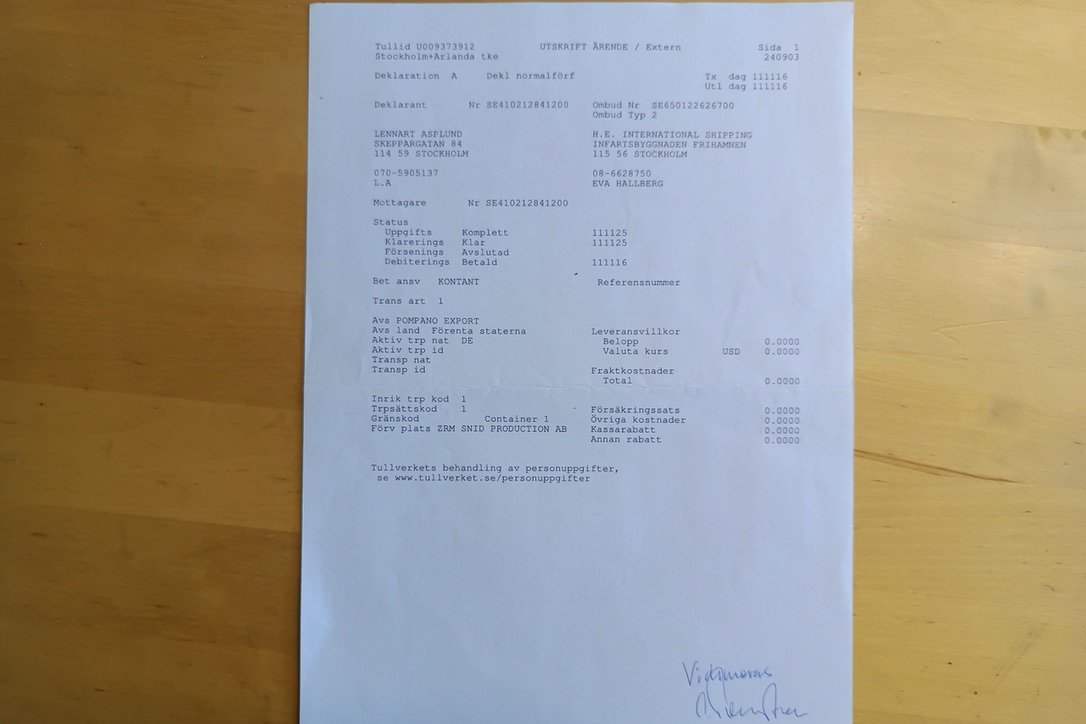 Tullid U009373912 UTSKRIFT ÄRENDE / Extern Sida 1
Stockholm+Arlanda tke 240903
Deklaration A Dekl normalförf Tx dag 111116
Utl dag 111116
Deklarant Nr SE410212841200 Ombud Nr SE650122626700
Ombud Typ 2
LENNART ASPLUND H.E. INTERNATIONAL SHIPPING
SKEPPARGATAN 84 INFARTSBYGGNADEN FRIHAMNEN
114 59 STOCKHOLM 115 56 STOCKHOLM
070-5905137 08-6628750
L.A EVA HALLBERG
Mottagare Nr SE410212841200
Status
Uppgifts Komplett 111125
Klarerings Klar 111125
Försenings Avslutad
Debiterings Betald 111116
Bet ansv KONTANT Referensnummer
Trans art 1
Avs POMPANO EXPORT
Avs land Förenta staterna Leveransvillkor
Aktiv trp nat DE Belopp 0.0000
Aktiv trp id Valuta kurs USD 0.0000
Transp nat
Transp id Fraktkostnader
Total 0.0000
Inrik trp kod 1
Trpsättskod 1 Försäkringssats 0.0000
Gränskod Container 1 Övriga kostnader 0.0000
Förv plats ZRM SNID PRODUCTION AB Kassarabatt 0.0000
Annan rabatt 0.0000
Tullverkets behandling av personuppgifter,
se www.tullverket.se/personuppgifter
Vidimeras